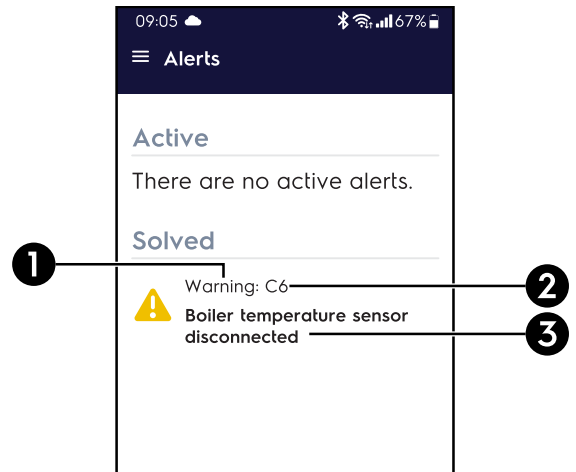 09:05 67%
Alerts
Active
There are no active alerts.
Solved
1
Warning: C6
2
Boiler temperature sensor
disconnected
3